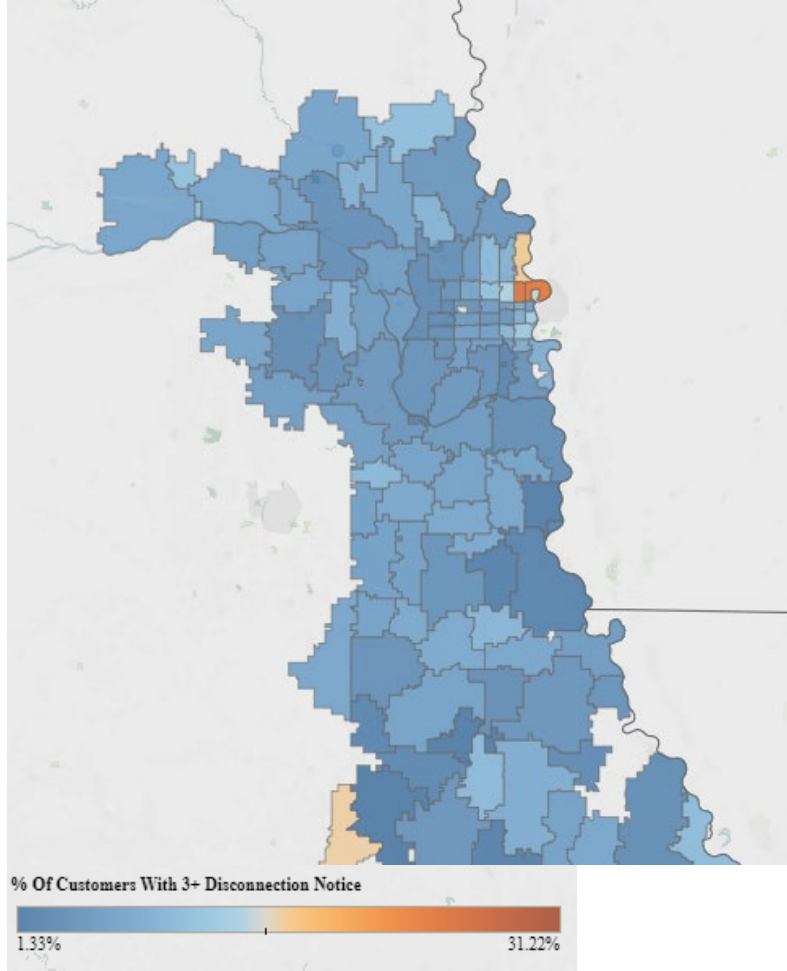 % Of Customers With 3+ Disconnection Notice
1.33% 31.22%